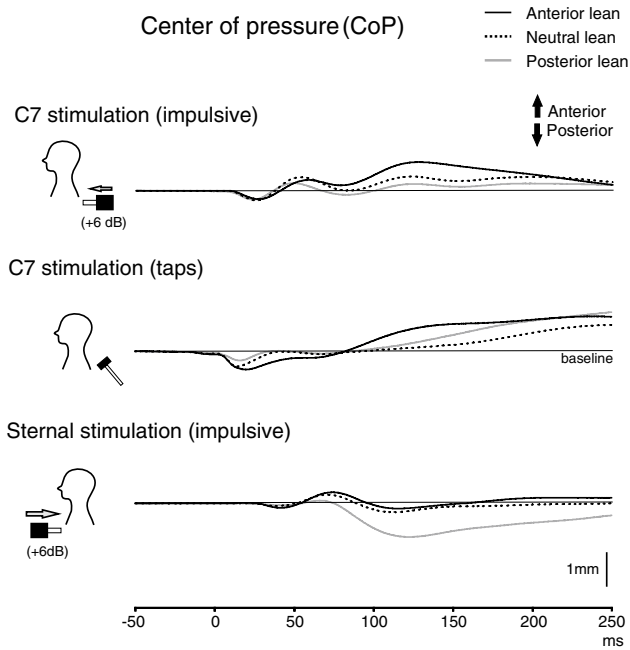 Center of pressure (CoP)
Anterior lean
Neutral lean
Posterior lean
Anterior
Posterior
C7 stimulation (impulsive)
(+6 dB)
C7 stimulation (taps)
baseline
Sternal stimulation (impulsive)
(+6dB)
1mm
-50 0 50 100 150 200 250
ms